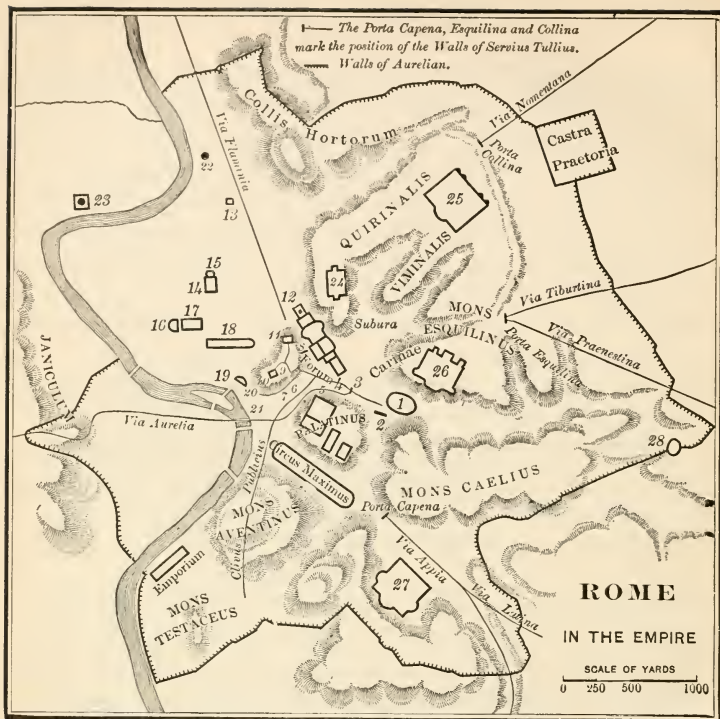 The Porta Capena, Esquilina and Collina
mark the position of the Walls of Servius Tullius.
Walls of Aurelian.
Collis
Hortorum
Via Flaminia
Via Nomentana
Porta
Collina
Castra
Praetoria
22
23
13
QUIRINALIS
25
VIMINALIS
15
14
24
12
16
17
18
11
Subura
MONS
ESQUILINUS
Via Tiburtina
Via Praenestina
Porta Esquilina
JANICULUM
Carinae
26
Forum
3
19
20
21
6
1
2
PALATINUS
Via Aurelia
28
Circus Maximus
MONS CAELIUS
Clivus Publicius
MONS
AVENTINUS
Porta Capena
Emporium
MONS
TESTACEUS
Via Appia
27
Via Latina
ROME
IN THE EMPIRE
SCALE OF YARDS
0 250 500 1000